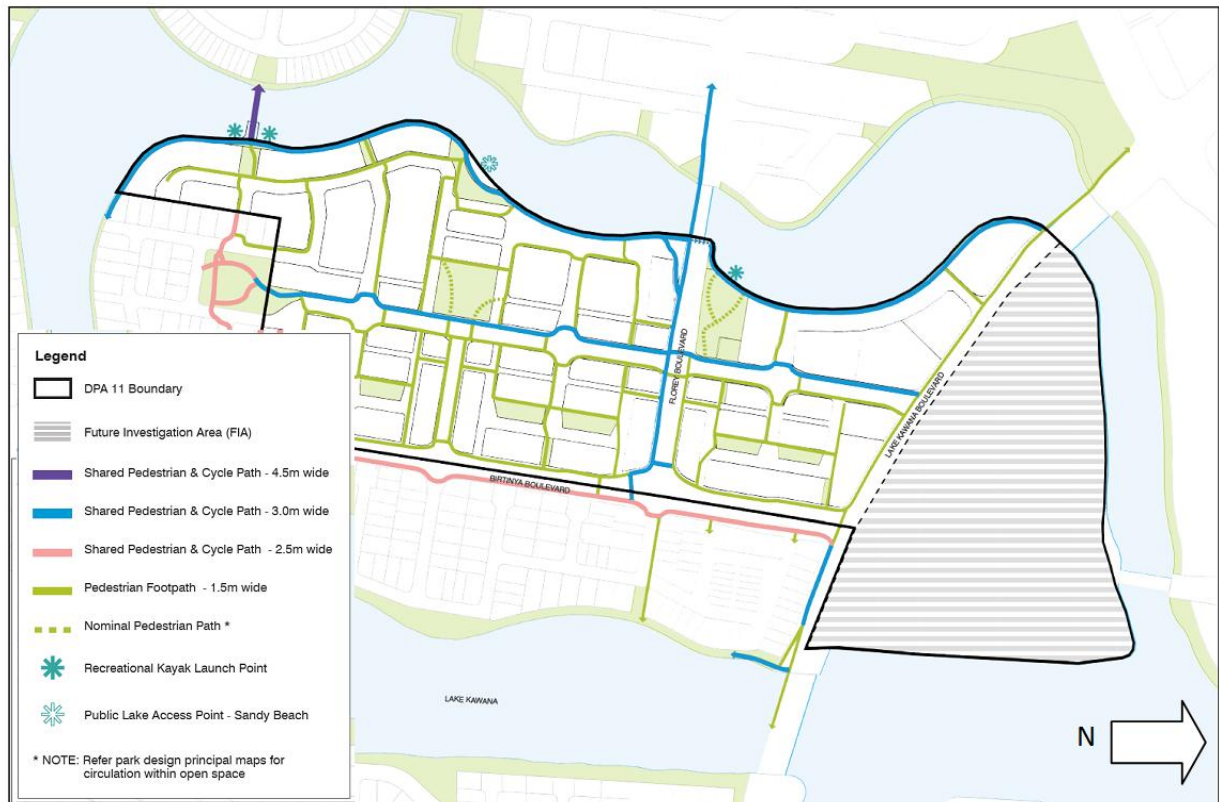 Legend
DPA 11 Boundary
Future Investigation Area (FIA)
Shared Pedestrian & Cycle Path - 4.5m wide
Shared Pedestrian & Cycle Path - 3.0m wide
Shared Pedestrian & Cycle Path - 2.5m wide
Pedestrian Footpath - 1.5m wide
Nominal Pedestrian Path *
Recreational Kayak Launch Point
Public Lake Access Point - Sandy Beach
* NOTE: Refer park design principal maps for
circulation within open space
FLOREY BOULEVARD
LAKE KAWANA BOULEVARD
BIRTINYA BOULEVARD
LAKE KAWANA
N